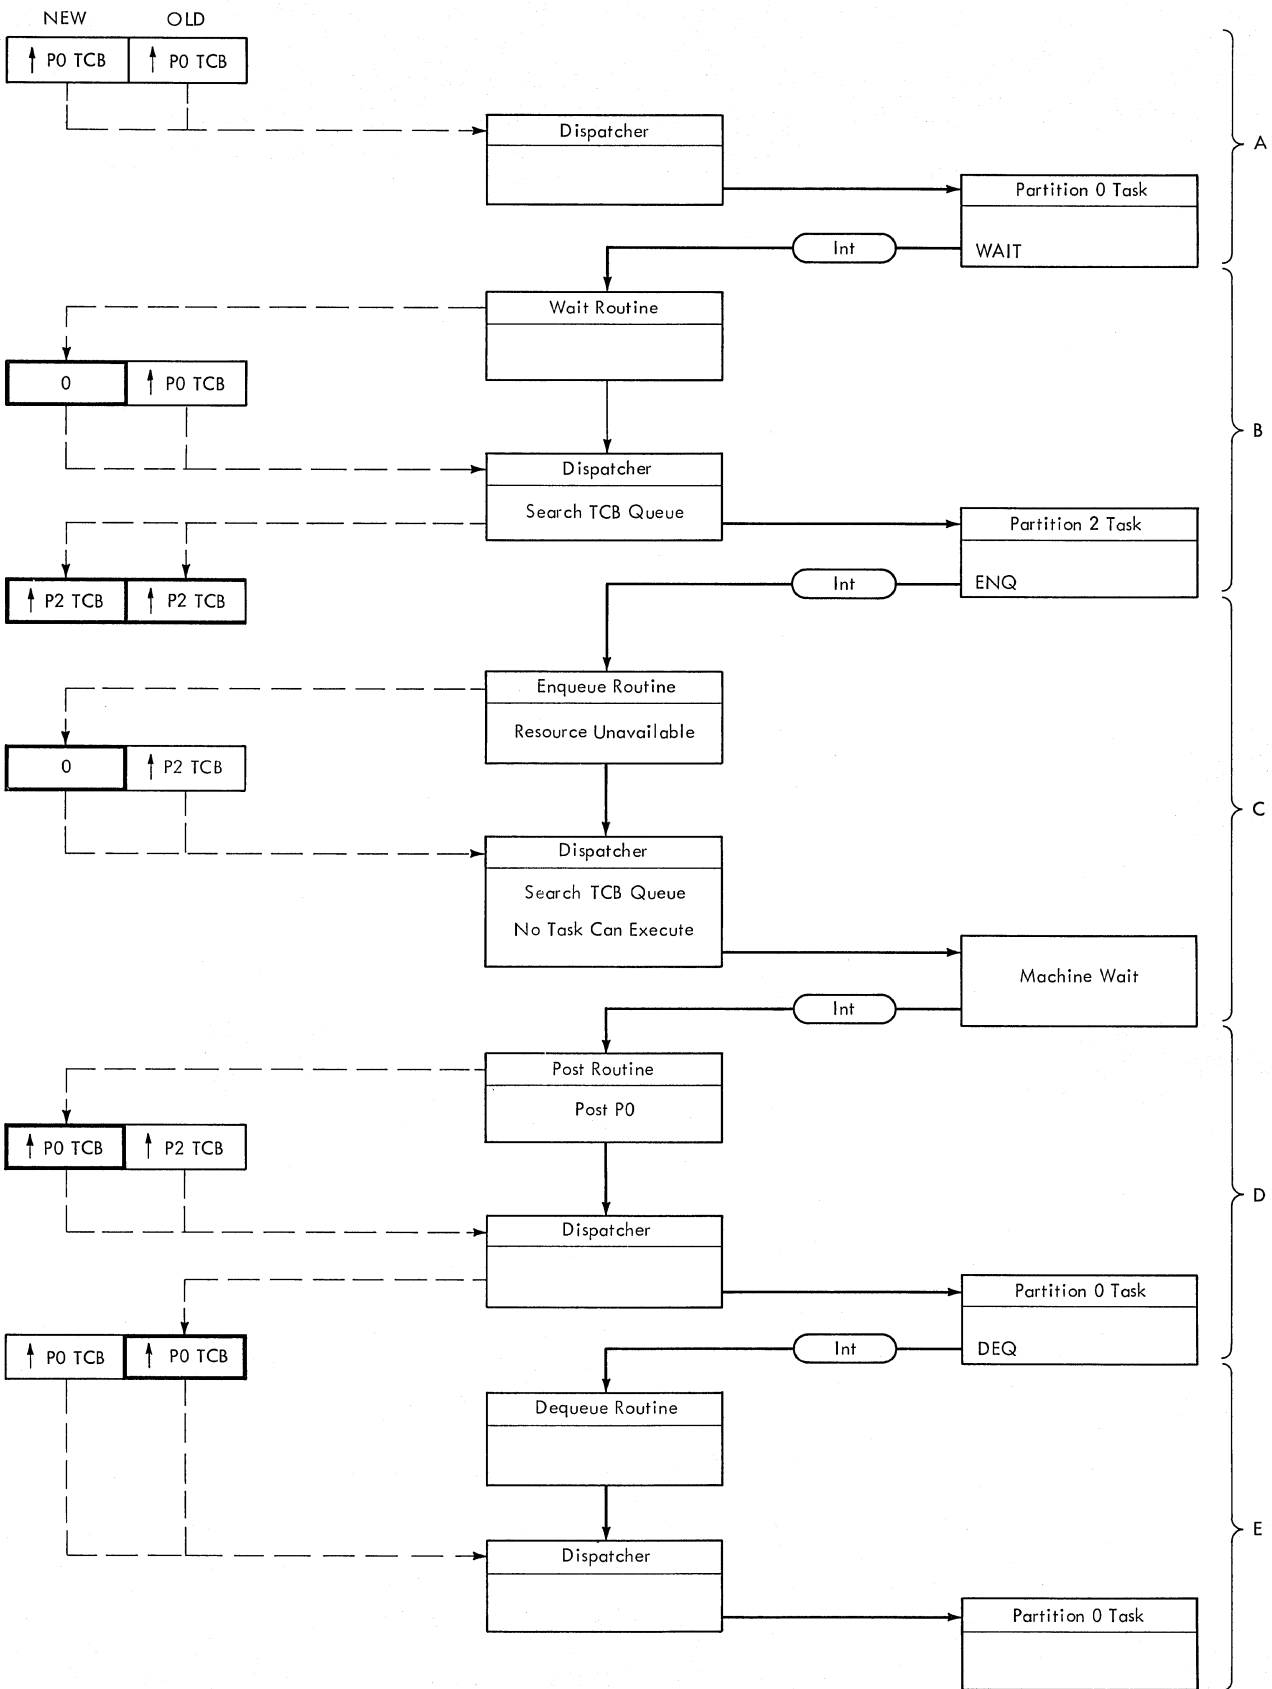 NEW OLD
↑ P0 TCB ↑ P0 TCB
Dispatcher
A
Partition 0 Task
WAIT
Int
Wait Routine
0 ↑ P0 TCB
B
Dispatcher
Search TCB Queue
Partition 2 Task
ENQ
Int
↑ P2 TCB ↑ P2 TCB
Enqueue Routine
Resource Unavailable
0 ↑ P2 TCB
C
Dispatcher
Search TCB Queue
No Task Can Execute
Machine Wait
Int
Post Routine
Post P0
↑ P0 TCB ↑ P2 TCB
D
Dispatcher
Partition 0 Task
DEQ
Int
↑ P0 TCB ↑ P0 TCB
Dequeue Routine
E
Dispatcher
Partition 0 Task